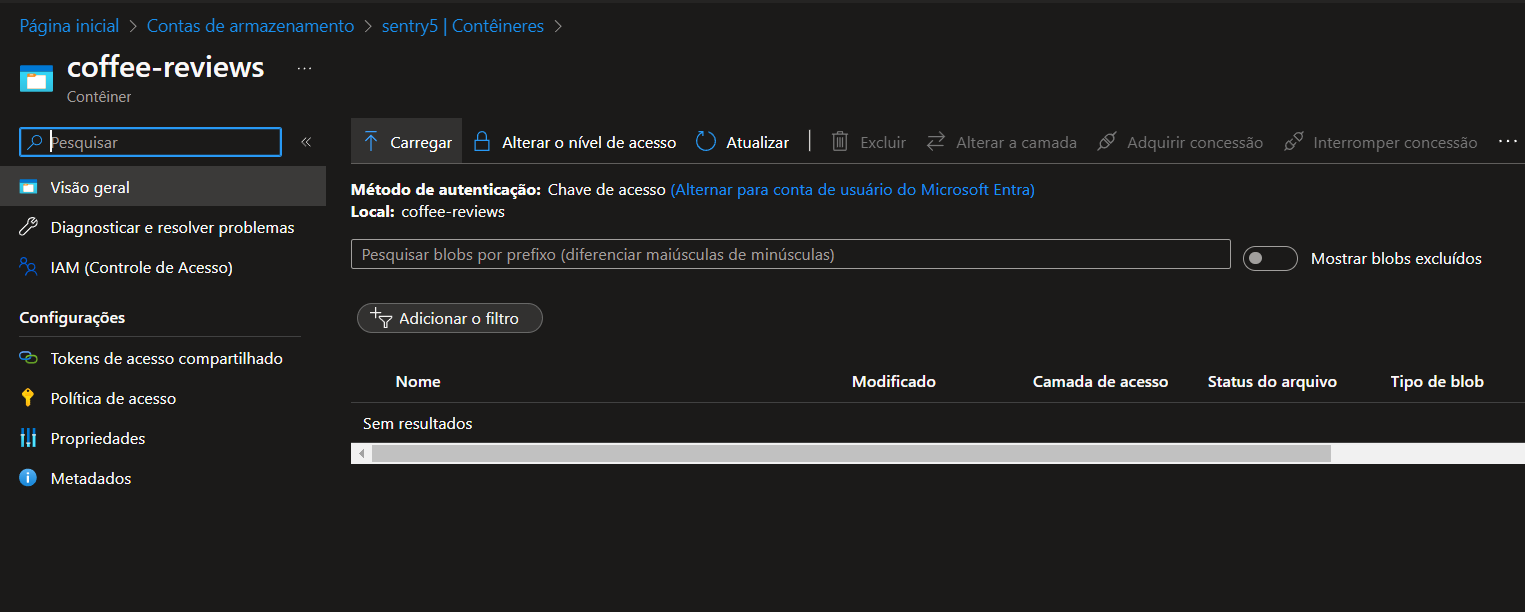 Página inicial > Contas de armazenamento > sentry5 | Contêineres >
coffee-reviews ...
Contêiner
Pesquisar «
Visão geral
Diagnosticar e resolver problemas
IAM (Controle de Acesso)
Configurações
Tokens de acesso compartilhado
Política de acesso
Propriedades
Metadados
Carregar Alterar o nível de acesso Atualizar | Excluir Alterar a camada Adquirir concessão Interromper concessão ...
Método de autenticação: Chave de acesso (Alternar para conta de usuário do Microsoft Entra)
Local: coffee-reviews
Pesquisar blobs por prefixo (diferenciar maiúsculas de minúsculas) Mostrar blobs excluídos
Adicionar o filtro
Nome Modificado Camada de acesso Status do arquivo Tipo de blob
Sem resultados